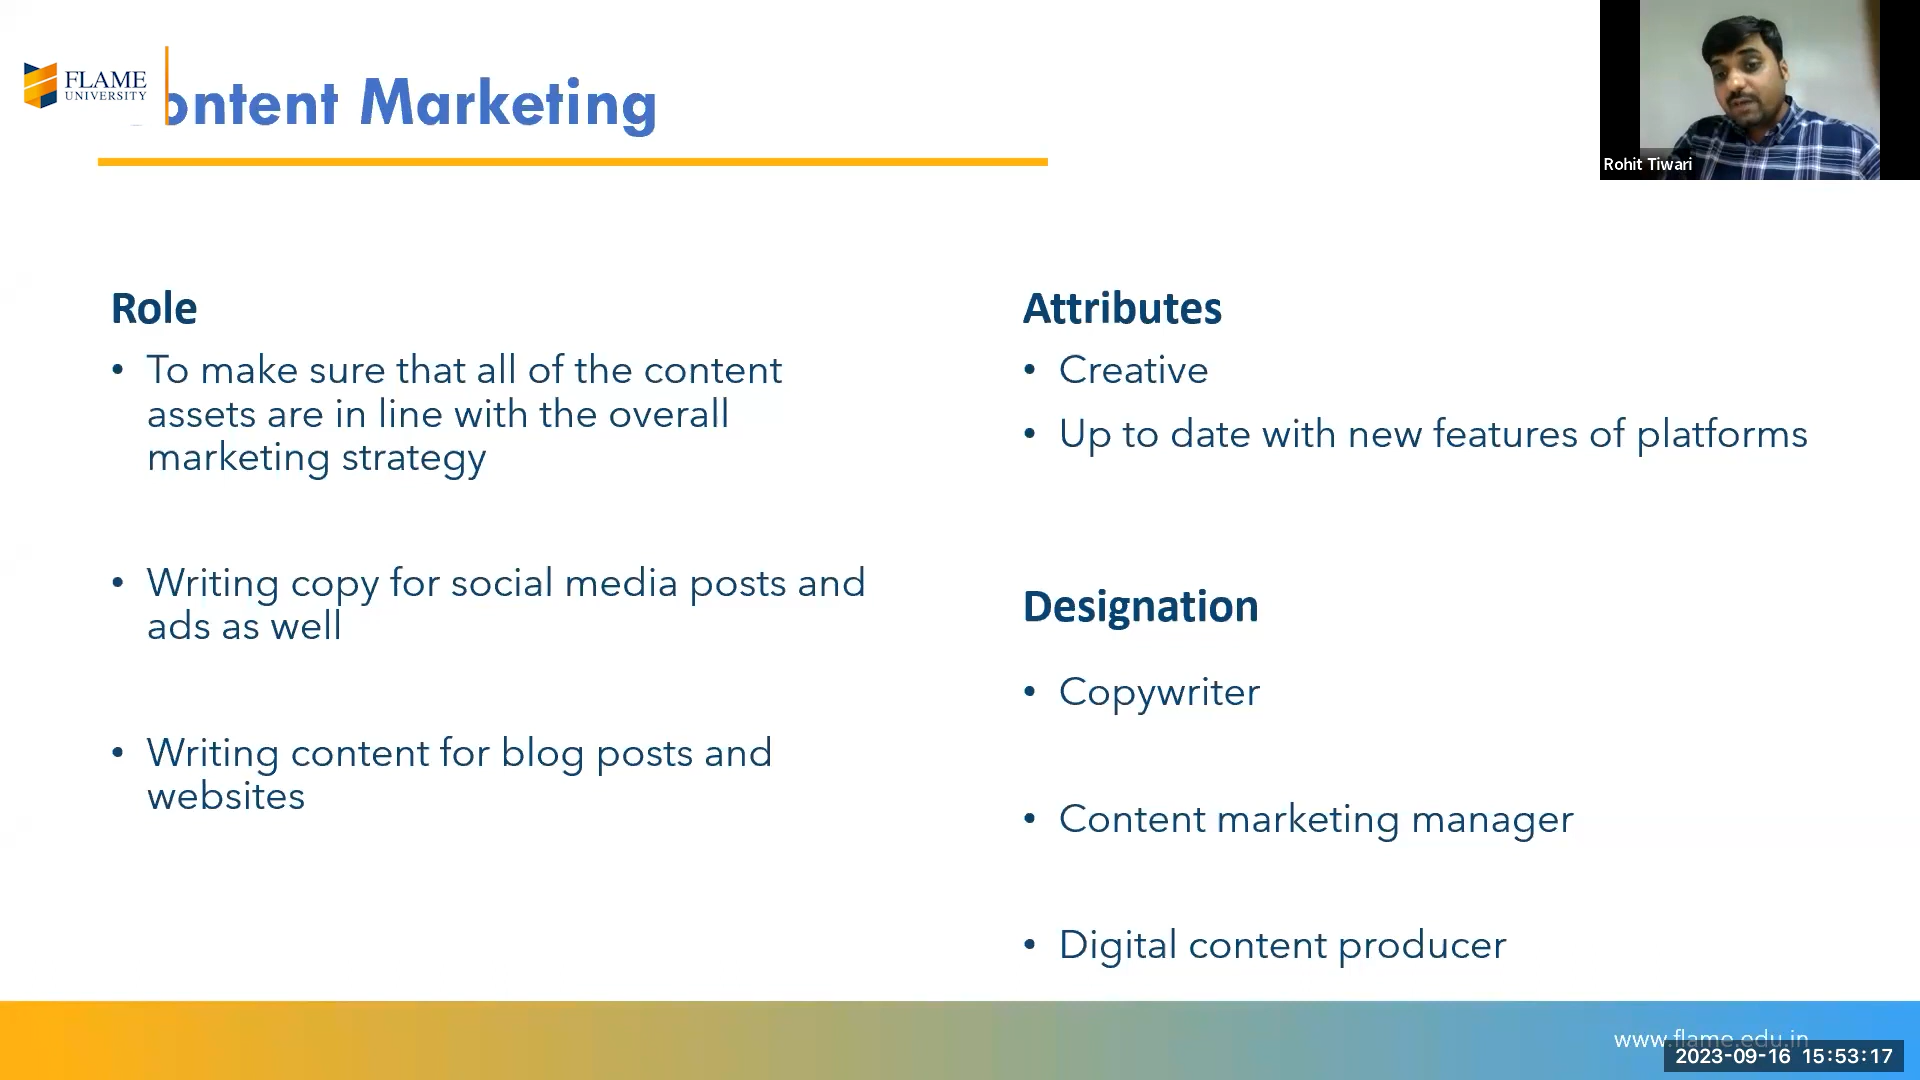 FLAME
UNIVERSITY
ontent Marketing
Rohit Tiwari
Role
• To make sure that all of the content
assets are in line with the overall
marketing strategy
• Writing copy for social media posts and
ads as well
• Writing content for blog posts and
websites
Attributes
• Creative
• Up to date with new features of platforms
Designation
• Copywriter
• Content marketing manager
• Digital content producer
www.flame.edu.in
2023-09-16 15:53:17